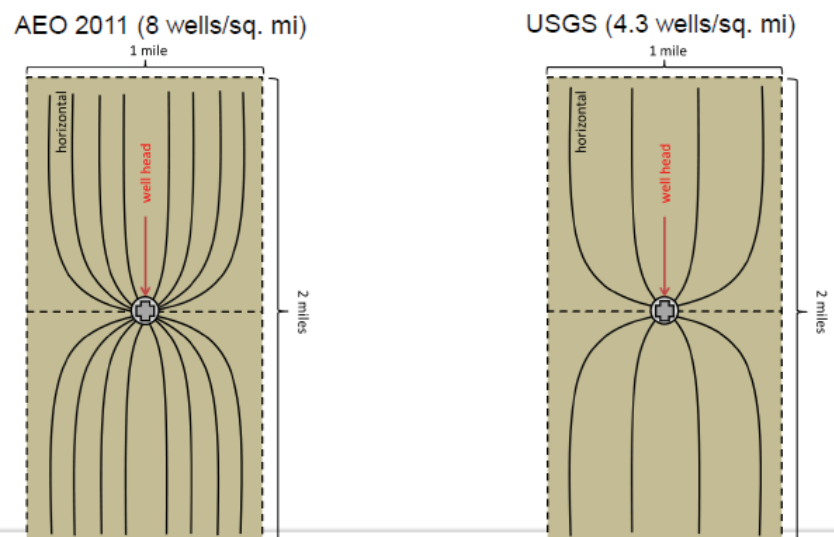 AEO 2011 (8 wells/sq. mi)
1 mile
horizontal
well head
2 miles
USGS (4.3 wells/sq. mi)
1 mile
horizontal
well head
2 miles